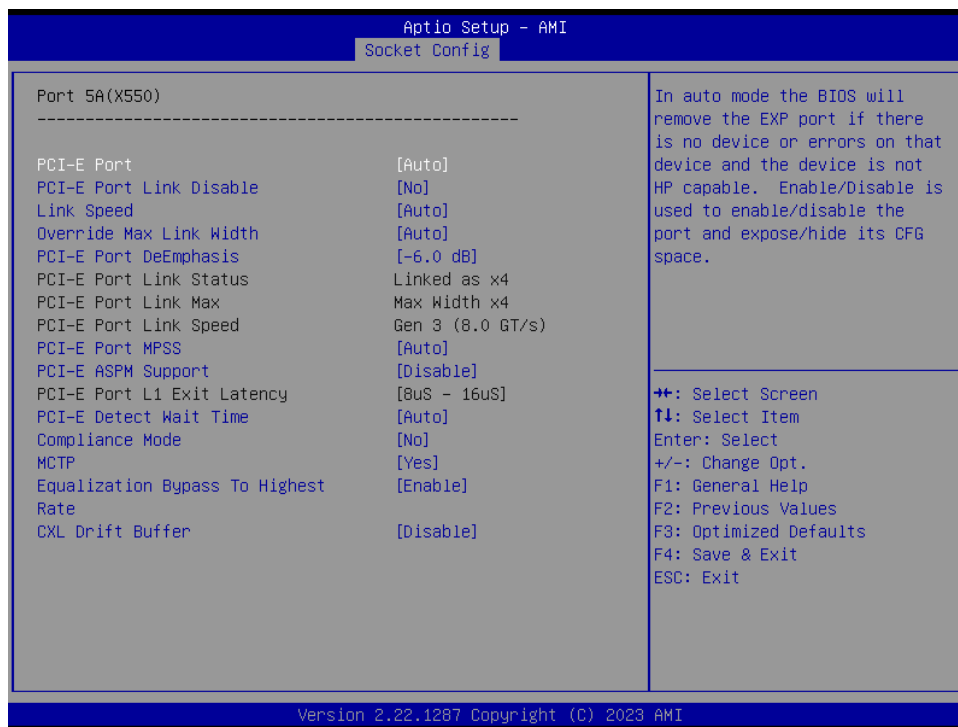 Aptio Setup – AMI
Socket Config
Port 5A(X550)
------------------------------------------------
PCI-E Port [Auto]
PCI-E Port Link Disable [No]
Link Speed [Auto]
Override Max Link Width [Auto]
PCI-E Port DeEmphasis [-6.0 dB]
PCI-E Port Link Status Linked as x4
PCI-E Port Link Max Max Width x4
PCI-E Port Link Speed Gen 3 (8.0 GT/s)
PCI-E Port MPSS [Auto]
PCI-E ASPM Support [Disable]
PCI-E Port L1 Exit Latency [8uS - 16uS]
PCI-E Detect Wait Time [Auto]
Compliance Mode [No]
MCTP [Yes]
Equalization Bypass To Highest [Enable]
Rate
CXL Drift Buffer [Disable]
In auto mode the BIOS will
remove the EXP port if there
is no device or errors on that
device and the device is not
HP capable.  Enable/Disable is
used to enable/disable the
port and expose/hide its CFG
space.
→←: Select Screen
↑↓: Select Item
Enter: Select
+/-: Change Opt.
F1: General Help
F2: Previous Values
F3: Optimized Defaults
F4: Save & Exit
ESC: Exit
Version 2.22.1287 Copyright (C) 2023 AMI